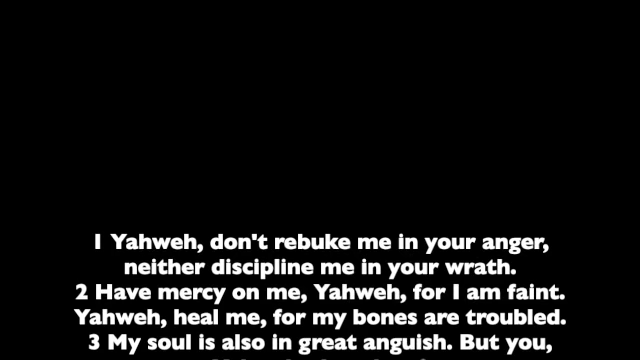 1 Yahweh, don't rebuke me in your anger,
neither discipline me in your wrath.
2 Have mercy on me, Yahweh, for I am faint.
Yahweh, heal me, for my bones are troubled.
3 My soul is also in great anguish. But you,